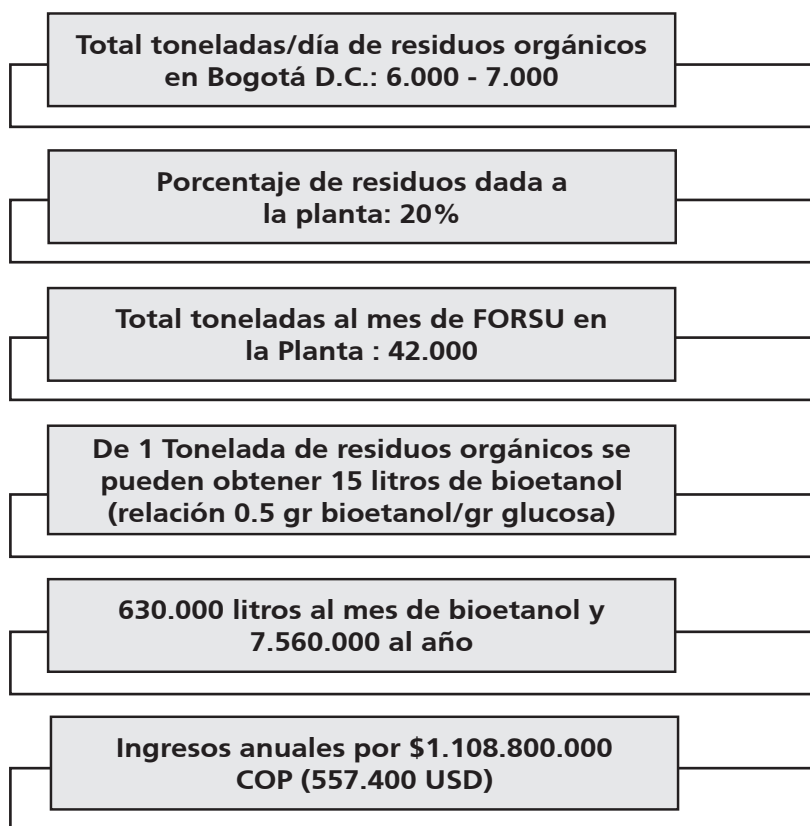 Total toneladas/día de residuos orgánicos
en Bogotá D.C.: 6.000 - 7.000
Porcentaje de residuos dada a
la planta: 20%
Total toneladas al mes de FORSU en
la Planta : 42.000
De 1 Tonelada de residuos orgánicos se
pueden obtener 15 litros de bioetanol
(relación 0.5 gr bioetanol/gr glucosa)
630.000 litros al mes de bioetanol y
7.560.000 al año
Ingresos anuales por $1.108.800.000
COP (557.400 USD)